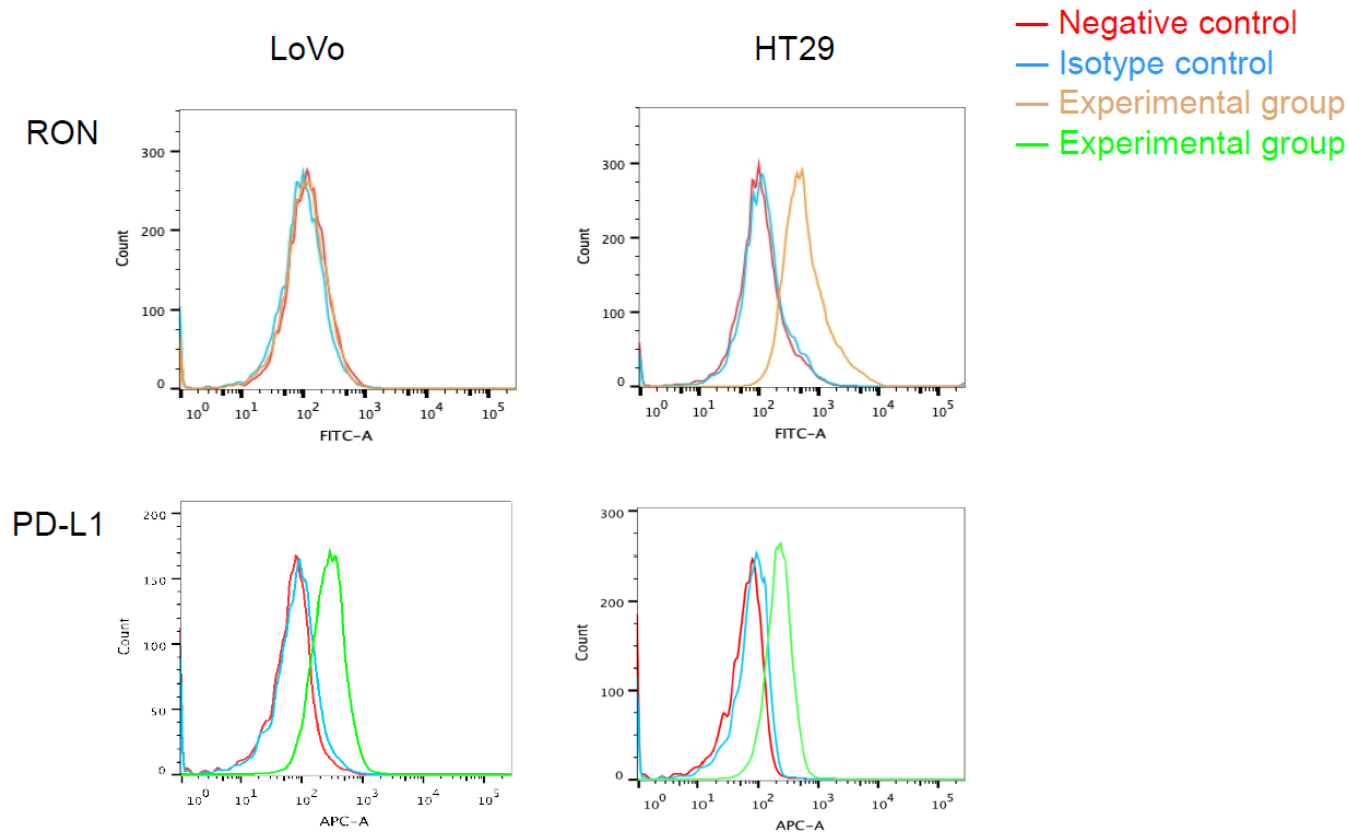 LoVo
HT29
Negative control
Isotype control
Experimental group
Experimental group
RON
300
200
100
0
Count
10^0 10^1 10^2 10^3 10^4 10^5
FITC-A
300
200
100
0
Count
10^0 10^1 10^2 10^3 10^4 10^5
FITC-A
PD-L1
200
150
100
50
0
Count
10^0 10^1 10^2 10^3 10^4 10^5
APC-A
300
200
100
0
Count
10^0 10^1 10^2 10^3 10^4 10^5
APC-A